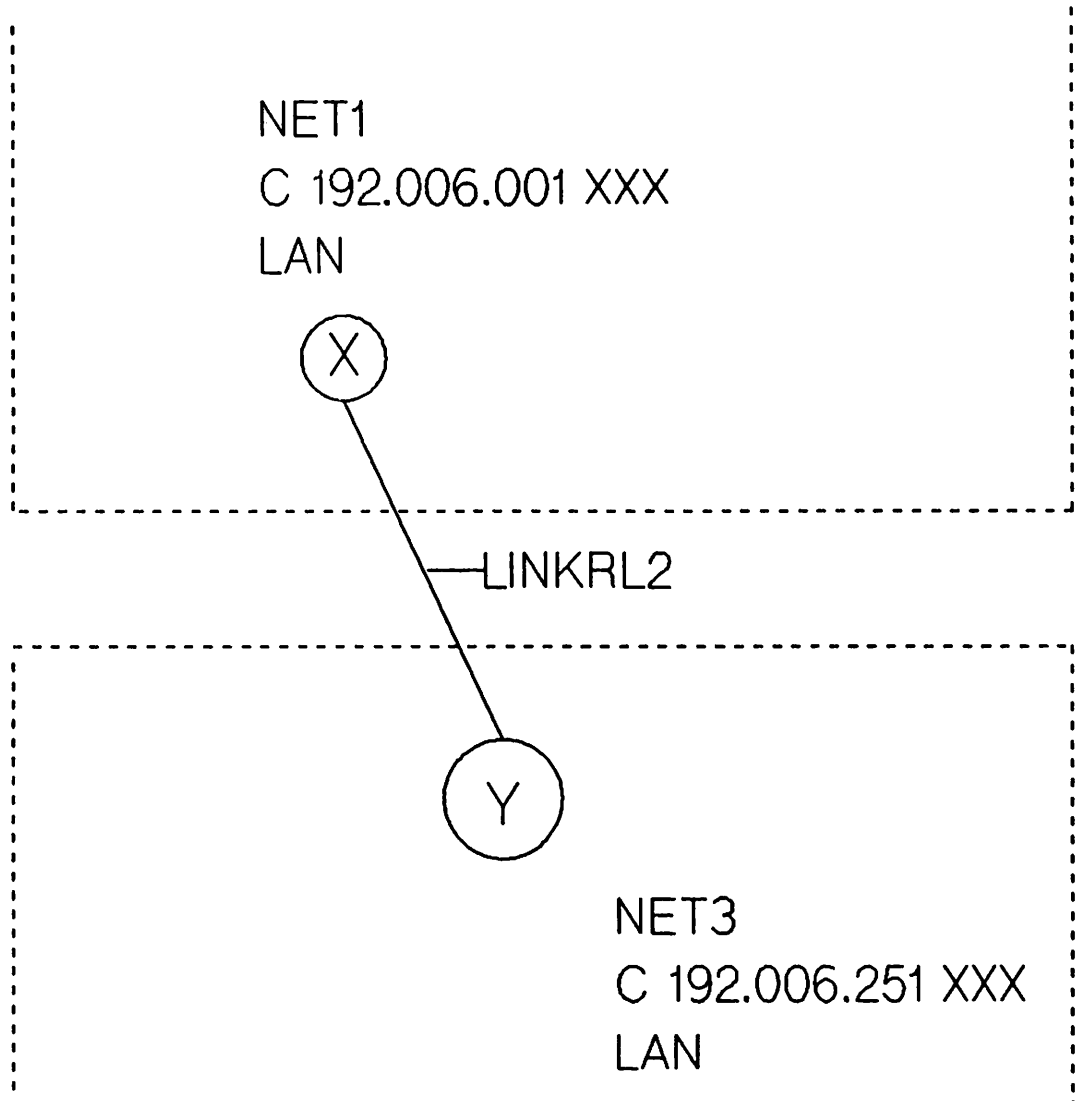 NET1
C 192.006.001 XXX
LAN
X
LINKRL2
Y
NET3
C 192.006.251 XXX
LAN